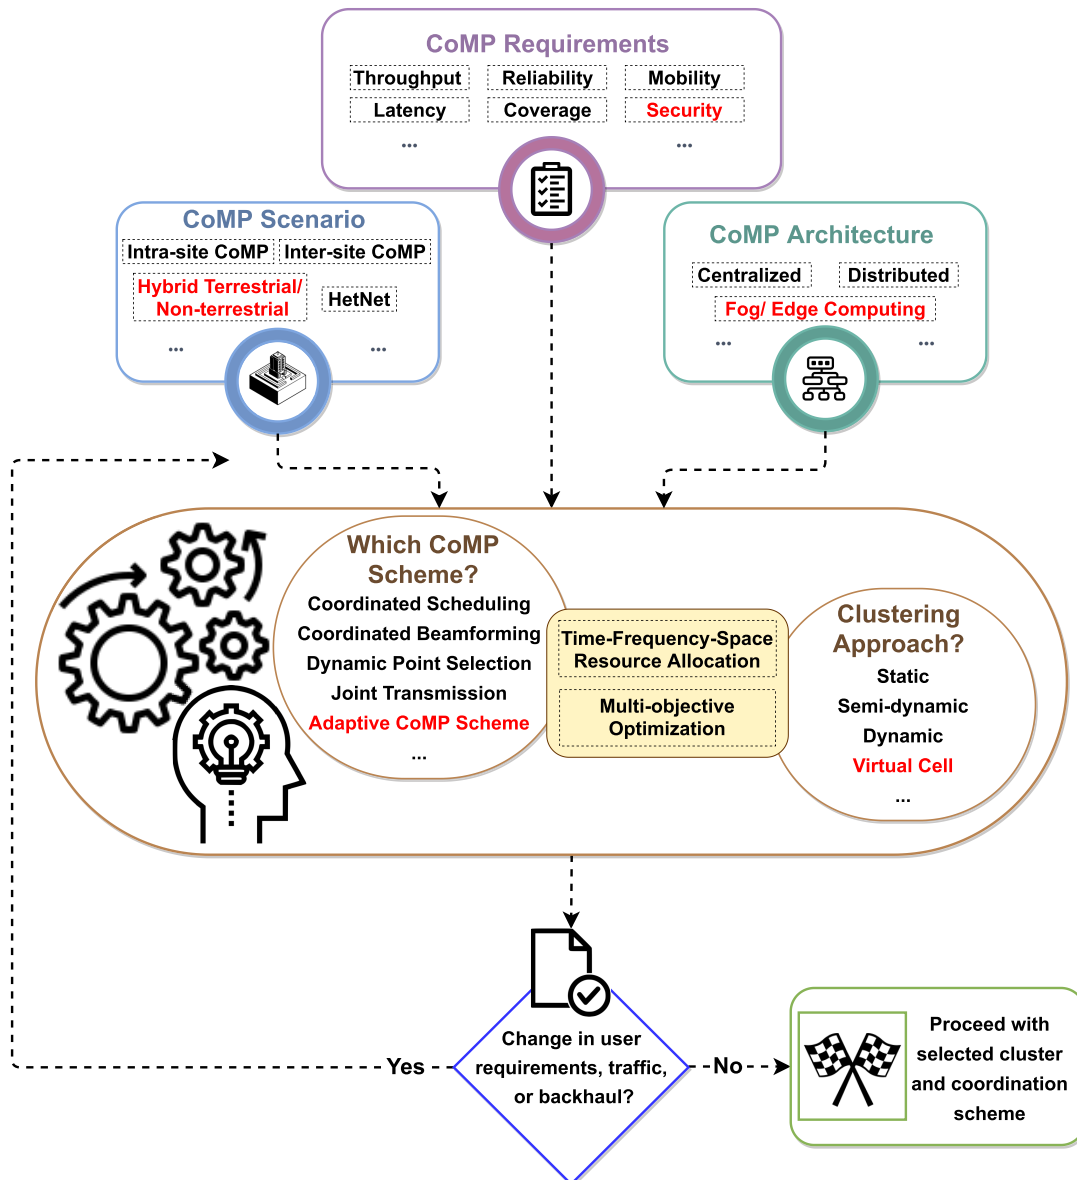 CoMP Requirements
Throughput
Reliability
Mobility
Latency
Coverage
Security
...
...
CoMP Scenario
Intra-site CoMP
Inter-site CoMP
Hybrid Terrestrial/
Non-terrestrial
HetNet
...
...
CoMP Architecture
Centralized
Distributed
Fog/ Edge Computing
...
...
Which CoMP
Scheme?
Coordinated Scheduling
Coordinated Beamforming
Dynamic Point Selection
Joint Transmission
Adaptive CoMP Scheme
...
Time-Frequency-Space
Resource Allocation
Multi-objective
Optimization
Clustering
Approach?
Static
Semi-dynamic
Dynamic
Virtual Cell
...
Change in user
requirements, traffic,
or backhaul?
Yes
No
Proceed with
selected cluster
and coordination
scheme